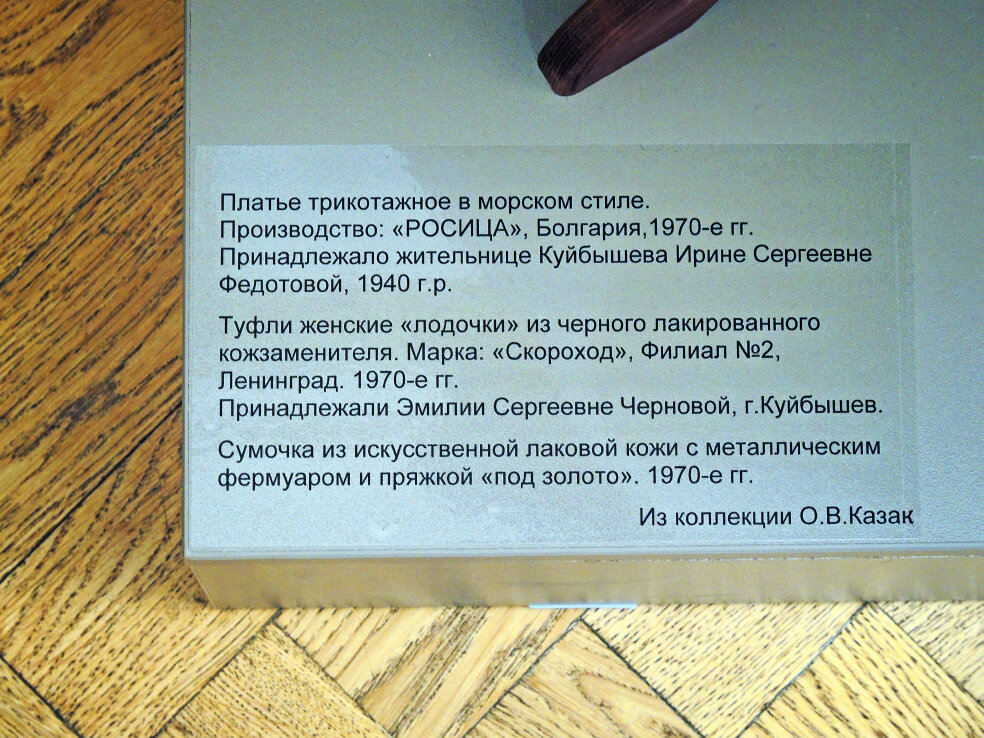 Платье трикотажное в морском стиле.
Производство: «РОСИЦА», Болгария,1970-е гг.
Принадлежало жительнице Куйбышева Ирине Сергеевне
Федотовой, 1940 г.р.
Туфли женские «лодочки» из черного лакированного
кожзаменителя. Марка: «Скороход», Филиал №2,
Ленинград. 1970-е гг.
Принадлежали Эмилии Сергеевне Черновой, г.Куйбышев.
Сумочка из искусственной лаковой кожи с металлическим
фермуаром и пряжкой «под золото». 1970-е гг.
Из коллекции О.В.Казак